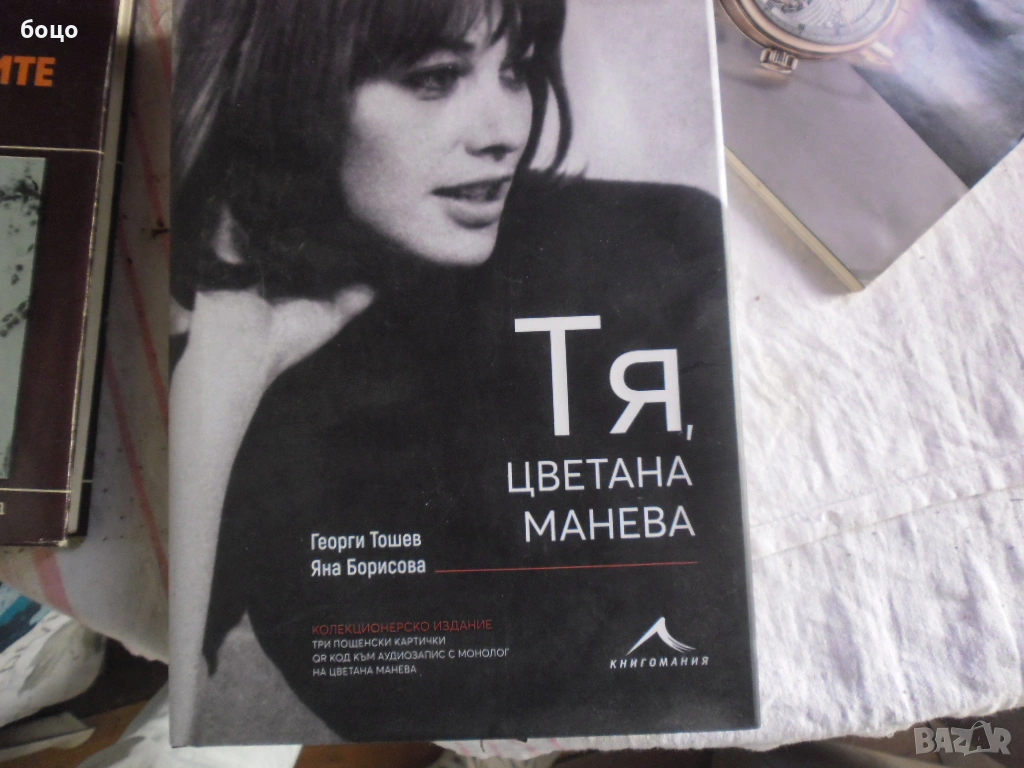 боцо
ИТЕ
Тя,
ЦВЕТАНА
МАНЕВА
Георги Тошев
Яна Борисова
КОЛЕКЦИОНЕРСКО ИЗДАНИЕ
ТРИ ПОЩЕНСКИ КАРТИЧКИ
QR КОД КЪМ АУДИОЗАПИС С МОНОЛОГ
НА ЦВЕТАНА МАНЕВА
КНИГОМАНИЯ
BAZAR